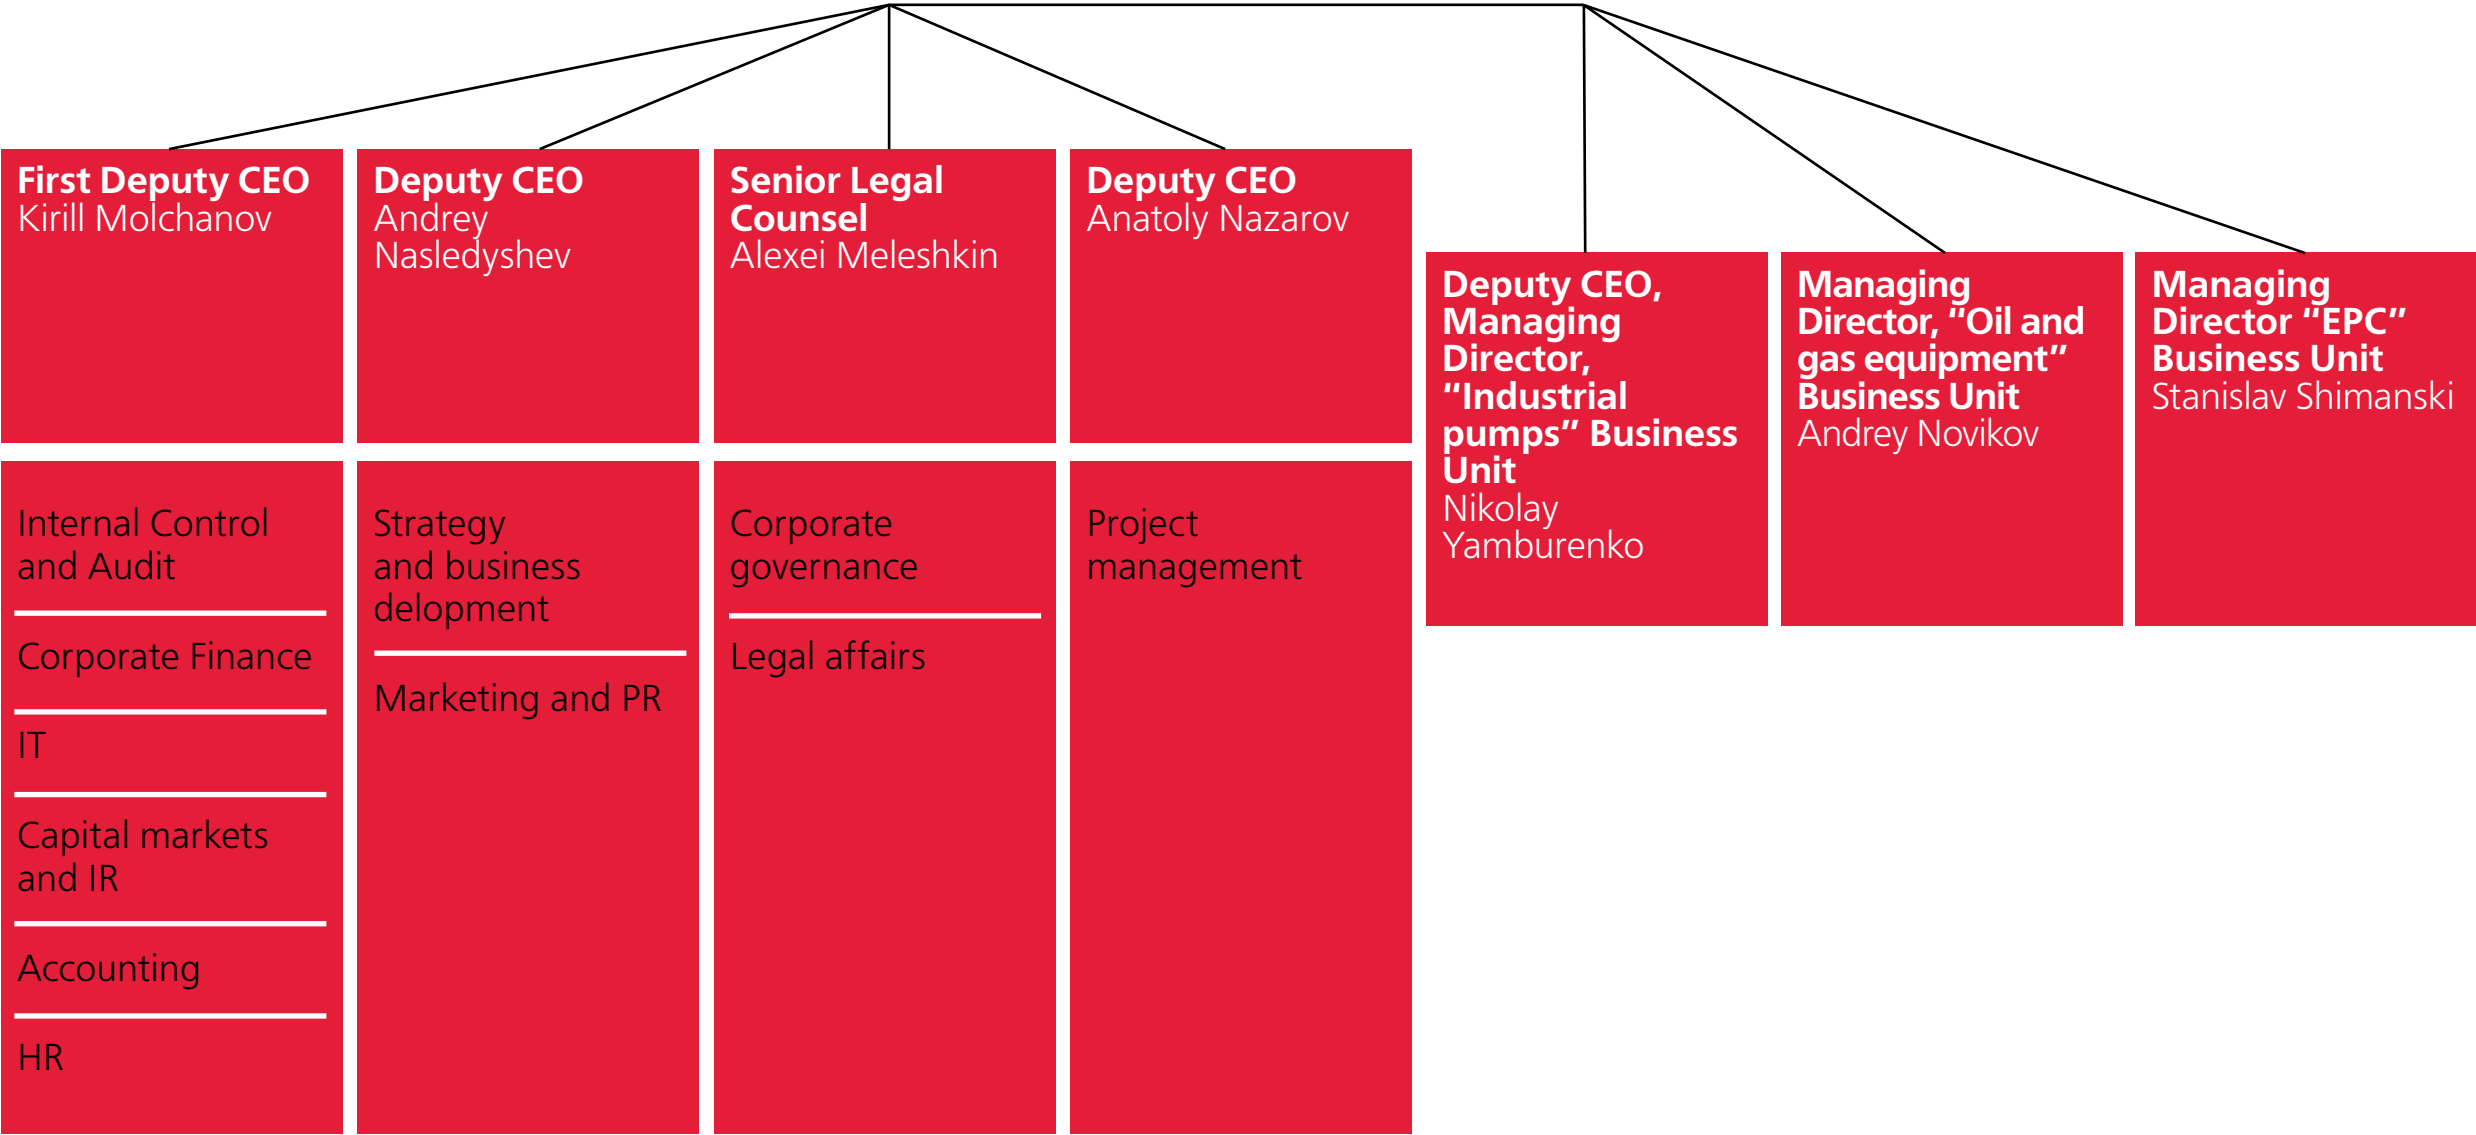 First Deputy CEO
Kirill Molchanov
Deputy CEO
Andrey
Nasledyshev
Senior Legal
Counsel
Alexei Meleshkin
Deputy CEO
Anatoly Nazarov
Deputy CEO,
Managing
Director,
“Industrial
pumps” Business
Unit
Nikolay
Yamburenko
Managing
Director, “Oil and
gas equipment”
Business Unit
Andrey Novikov
Managing
Director “EPC”
Business Unit
Stanislav Shimanski
Internal Control
and Audit
Corporate Finance
IT
Capital markets
and IR
Accounting
HR
Strategy
and business
delopment
Marketing and PR
Corporate
governance
Legal affairs
Project
management